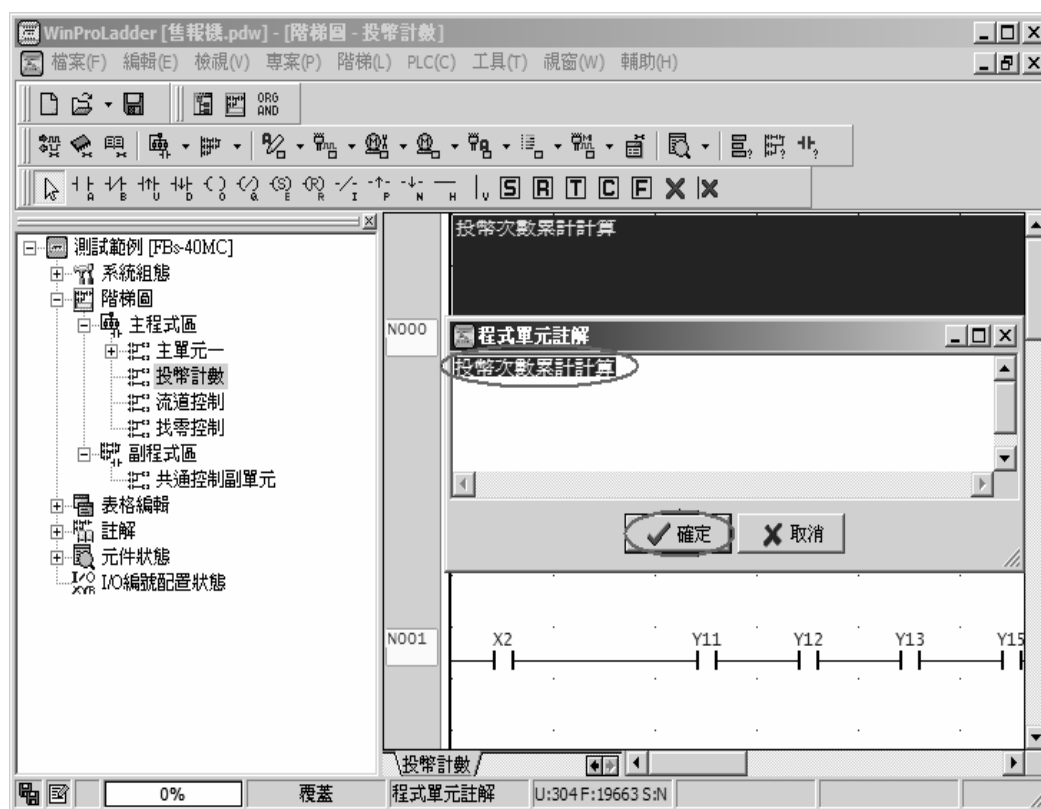 WinProLadder [售報機.pdw] - [階梯圖 - 投幣計數]
檔案(F) 編輯(E) 檢視(V) 專案(P) 階梯(L) PLC(C) 工具(T) 視窗(W) 輔助(H)
ORG
AND
A B U D O Q E R I P N H V S R T C F
測試範例 [FBs-40MC]
系統組態
階梯圖
主程式區
主單元一
投幣計數
流道控制
找零控制
副程式區
共通控制副單元
表格編輯
註解
元件狀態
I/O編號配置狀態
投幣次數累計計算
N000
程式單元註解
投幣次數累計計算
確定 取消
N001 X2 Y11 Y12 Y13 Y15
投幣計數
0% 覆蓋 程式單元註解 U:304 F:19663 S:N